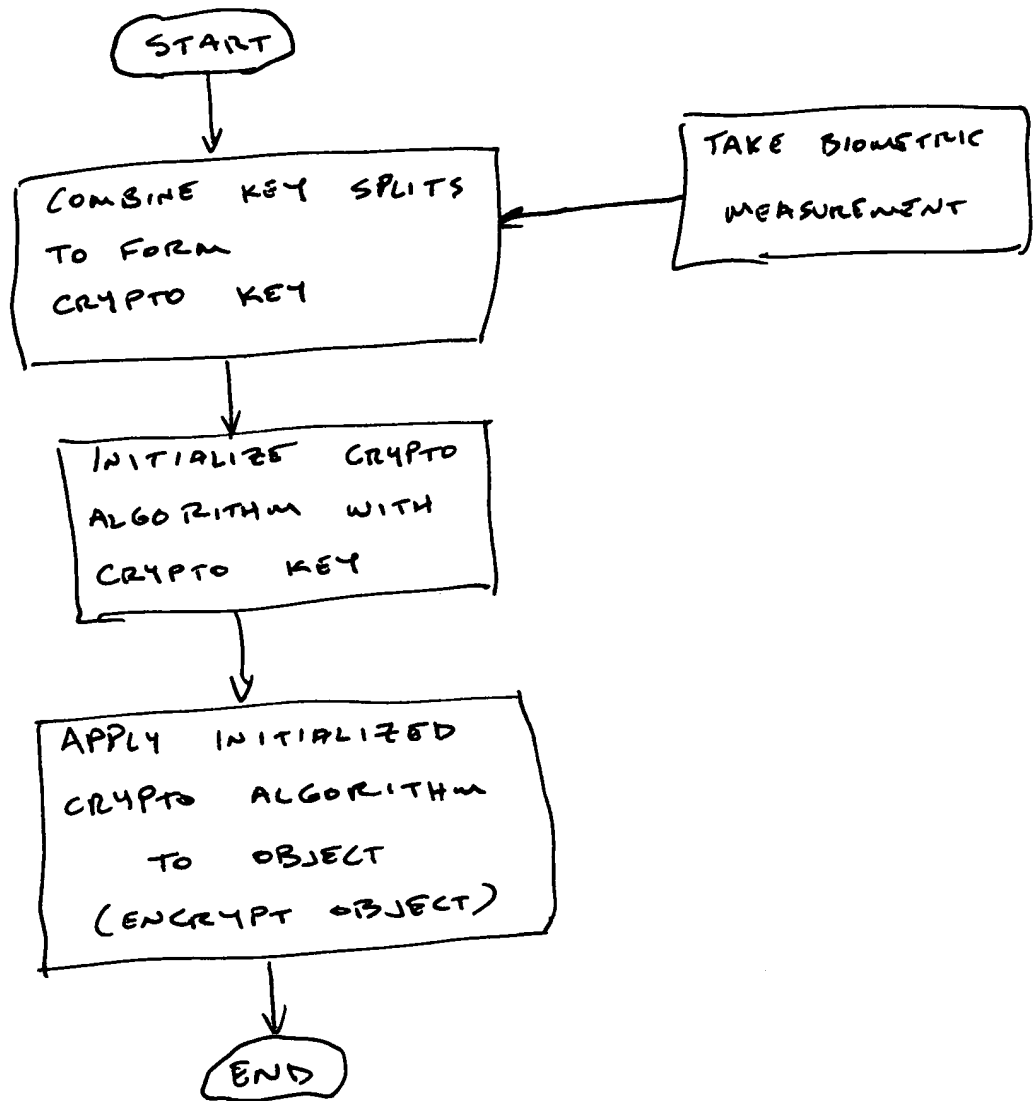 START
COMBINE KEY SPLITS
TO FORM
CRYPTO KEY
TAKE BIOMETRIC
MEASUREMENT
INITIALIZE CRYPTO
ALGORITHM WITH
CRYPTO KEY
APPLY INITIALIZED
CRYPTO ALGORITHM
TO OBJECT
(ENCRYPT OBJECT)
END